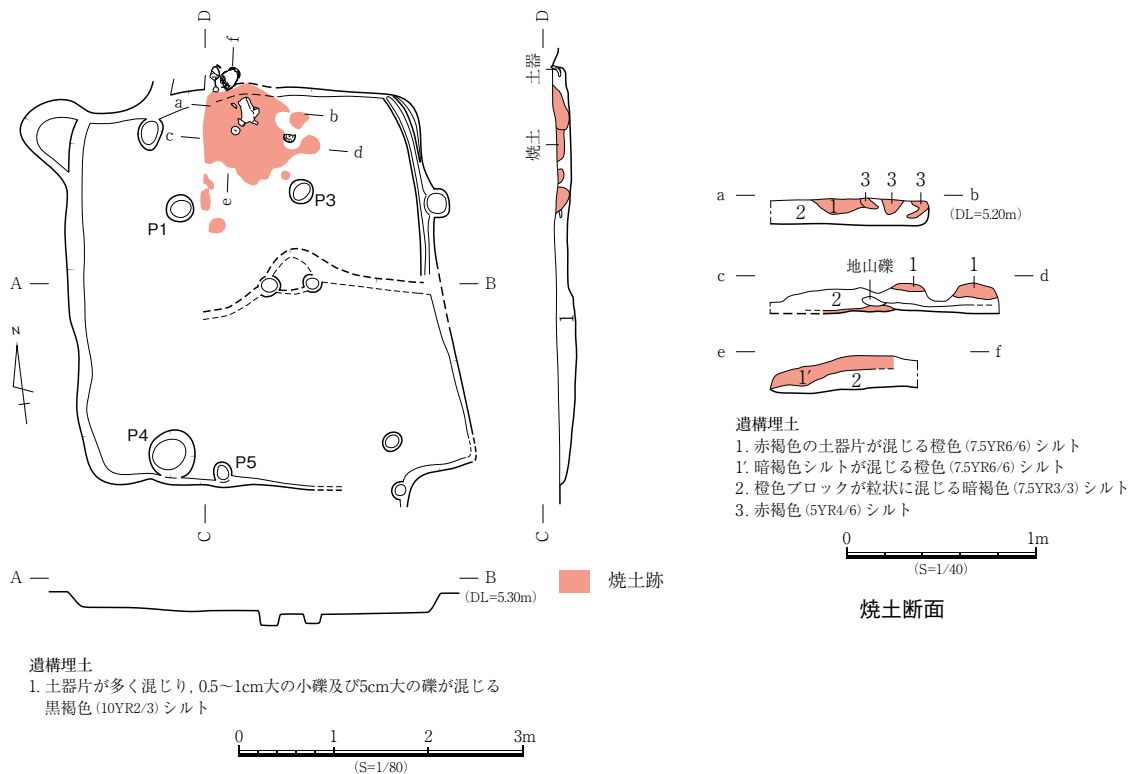 D
f
a
b
c
d
e
P1
P3
A
B
N
P4
P5
C
D
土器
焼土
1
C
A
B
(DL=5.30m)
焼土跡
遺構埋土
1. 土器片が多く混じり, 0.5〜1cm大の小礫及び5cm大の礫が混じる
黒褐色 (10YR2/3) シルト
0 1 2 3m
(S=1/80)
3 3 3
a
b
2 1
(DL=5.20m)
地山礫 1 1
c
d
2
e
f
1′ 2
遺構埋土
1. 赤褐色の土器片が混じる橙色 (7.5YR6/6) シルト
1′. 暗褐色シルトが混じる橙色 (7.5YR6/6) シルト
2. 橙色ブロックが粒状に混じる暗褐色 (7.5YR3/3) シルト
3. 赤褐色 (5YR4/6) シルト
0 1m
(S=1/40)
焼土断面